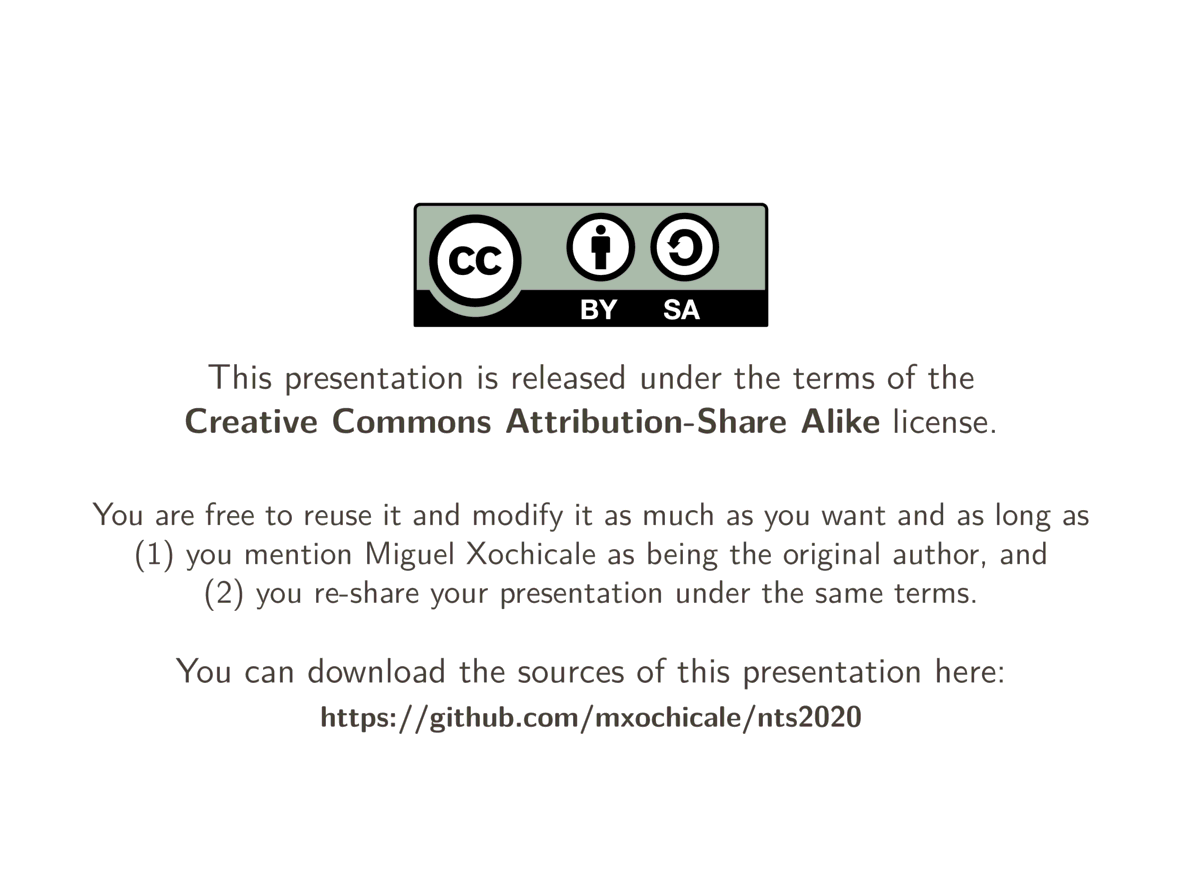 CC
BY SA
This presentation is released under the terms of the
Creative Commons Attribution-Share Alike license.
You are free to reuse it and modify it as much as you want and as long as
(1) you mention Miguel Xochicale as being the original author, and
(2) you re-share your presentation under the same terms.
You can download the sources of this presentation here:
https://github.com/mxochicale/nts2020